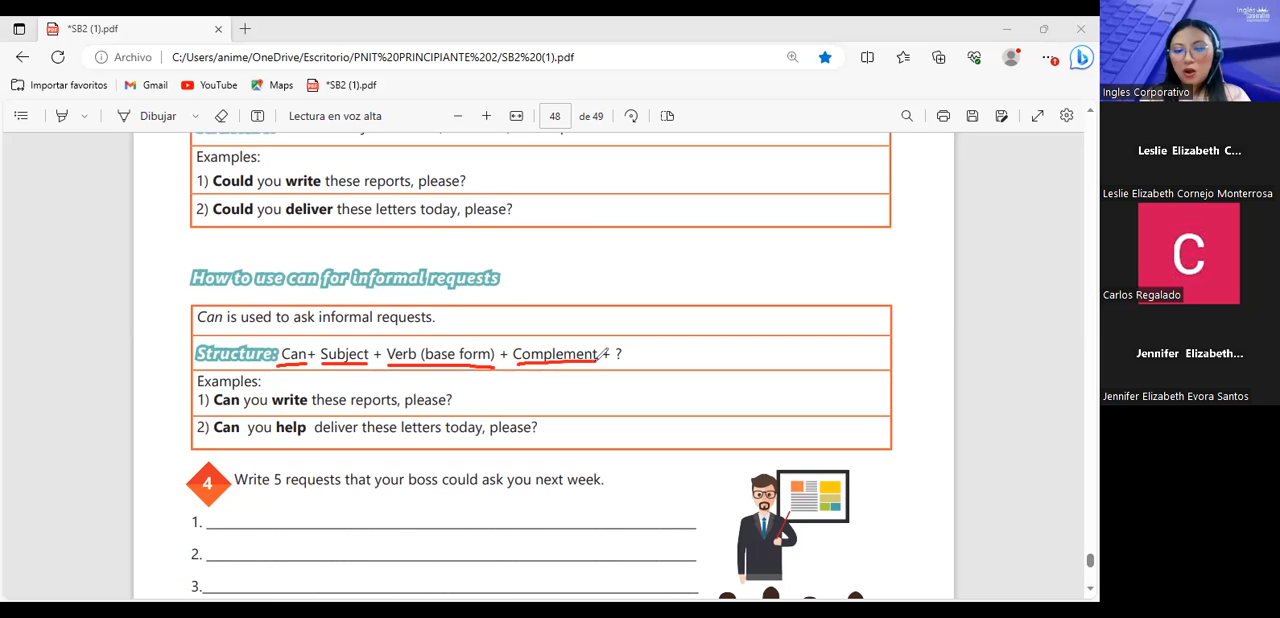 *SB2 (1).pdf
Archivo
C:/Users/anime/OneDrive/Escritorio/PNIT%20PRINCIPIANTE%202/SB2%20(1).pdf
Importar favoritos
Gmail
YouTube
Maps
*SB2 (1).pdf
Dibujar
Lectura en voz alta
48
de 49
Examples:
1) Could you write these reports, please?
2) Could you deliver these letters today, please?
How to use can for informal requests
Can is used to ask informal requests.
Structure: Can+ Subject + Verb (base form) + Complement + ?
Examples:
1) Can you write these reports, please?
2) Can you help deliver these letters today, please?
4 Write 5 requests that your boss could ask you next week.
1.
2.
3.
Ingles Corporativo
Leslie Elizabeth C...
Leslie Elizabeth Cornejo Monterrosa
C
Carlos Regalado
Jennifer Elizabeth...
Jennifer Elizabeth Evora Santos